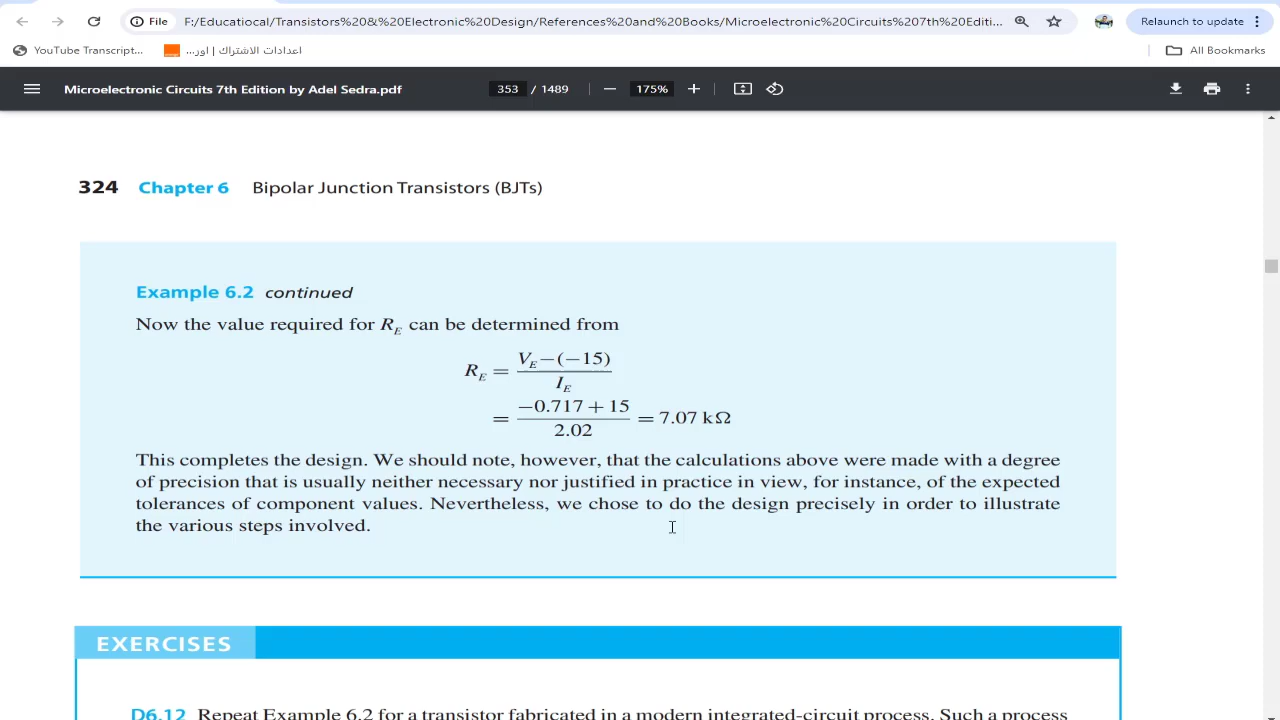 File
F:/Educatiocal/Transistors%20&%20Electronic%20Design/References%20and%20Books/Microelectronic%20Circuits%207th%20Editi...
Relaunch to update
YouTube Transcript...
اعدادات الاشتراك | اور...
All Bookmarks
Microelectronic Circuits 7th Edition by Adel Sedra.pdf
353 / 1489
175%
324 Chapter 6 Bipolar Junction Transistors (BJTs)
Example 6.2 continued
Now the value required for R_E can be determined from
R_E = (V_E −(−15)) / I_E
= (−0.717 + 15) / 2.02 = 7.07 kΩ
This completes the design. We should note, however, that the calculations above were made with a degree
of precision that is usually neither necessary nor justified in practice in view, for instance, of the expected
tolerances of component values. Nevertheless, we chose to do the design precisely in order to illustrate
the various steps involved.
EXERCISES
D6.12 Repeat Example 6.2 for a transistor fabricated in a modern integrated-circuit process. Such a process